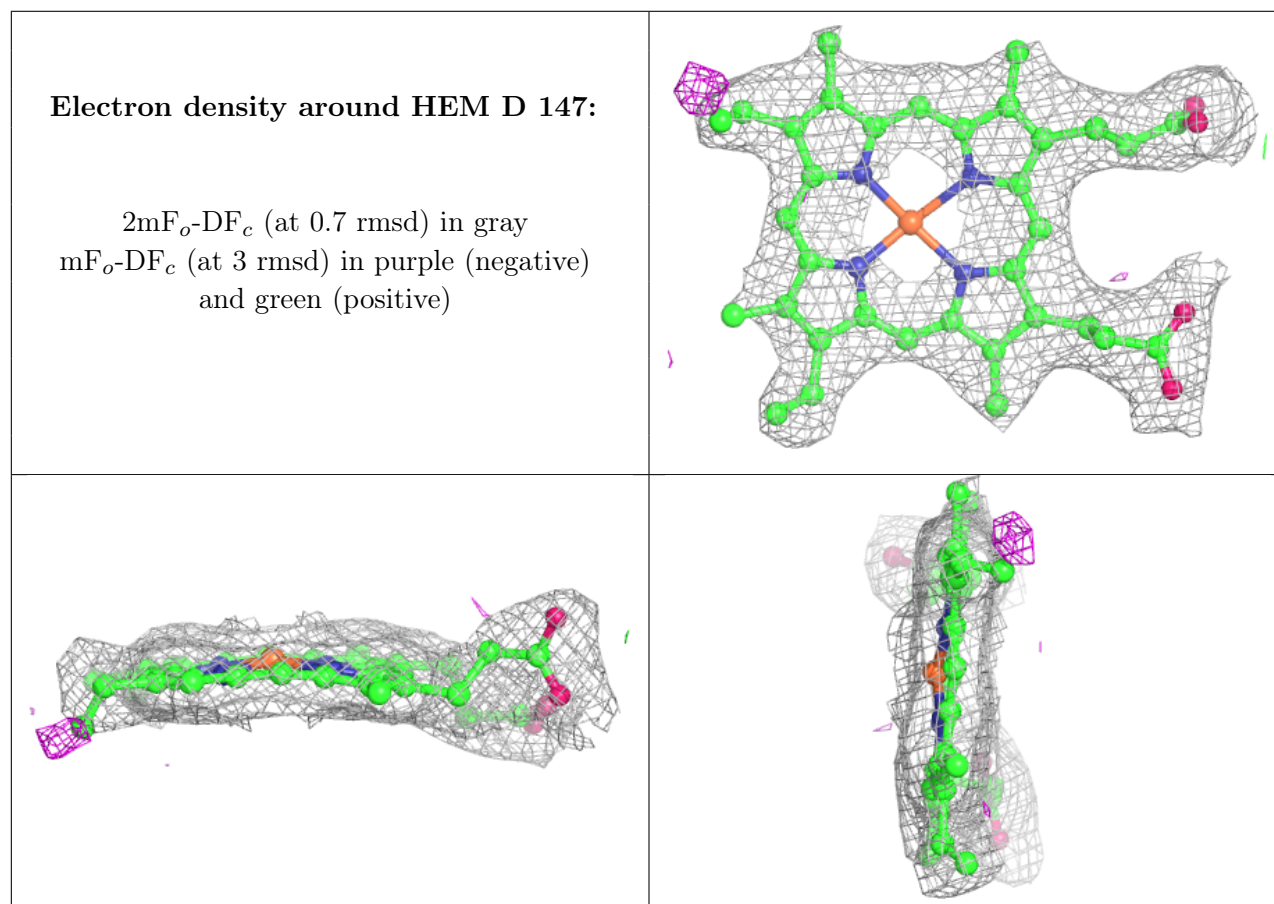 Electron density around HEM D 147:
2mFo-DFc (at 0.7 rmsd) in gray
mFo-DFc (at 3 rmsd) in purple (negative)
and green (positive)